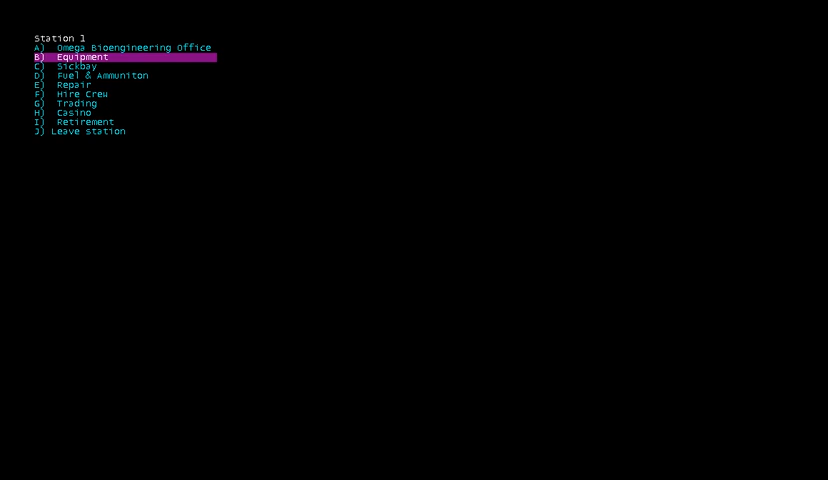 Station 1
A) Omega Bioengineering Office
B) Equipment
C) Sickbay
D) Fuel & Ammuniton
E) Repair
F) Hire Crew
G) Trading
H) Casino
I) Retirement
J) Leave station